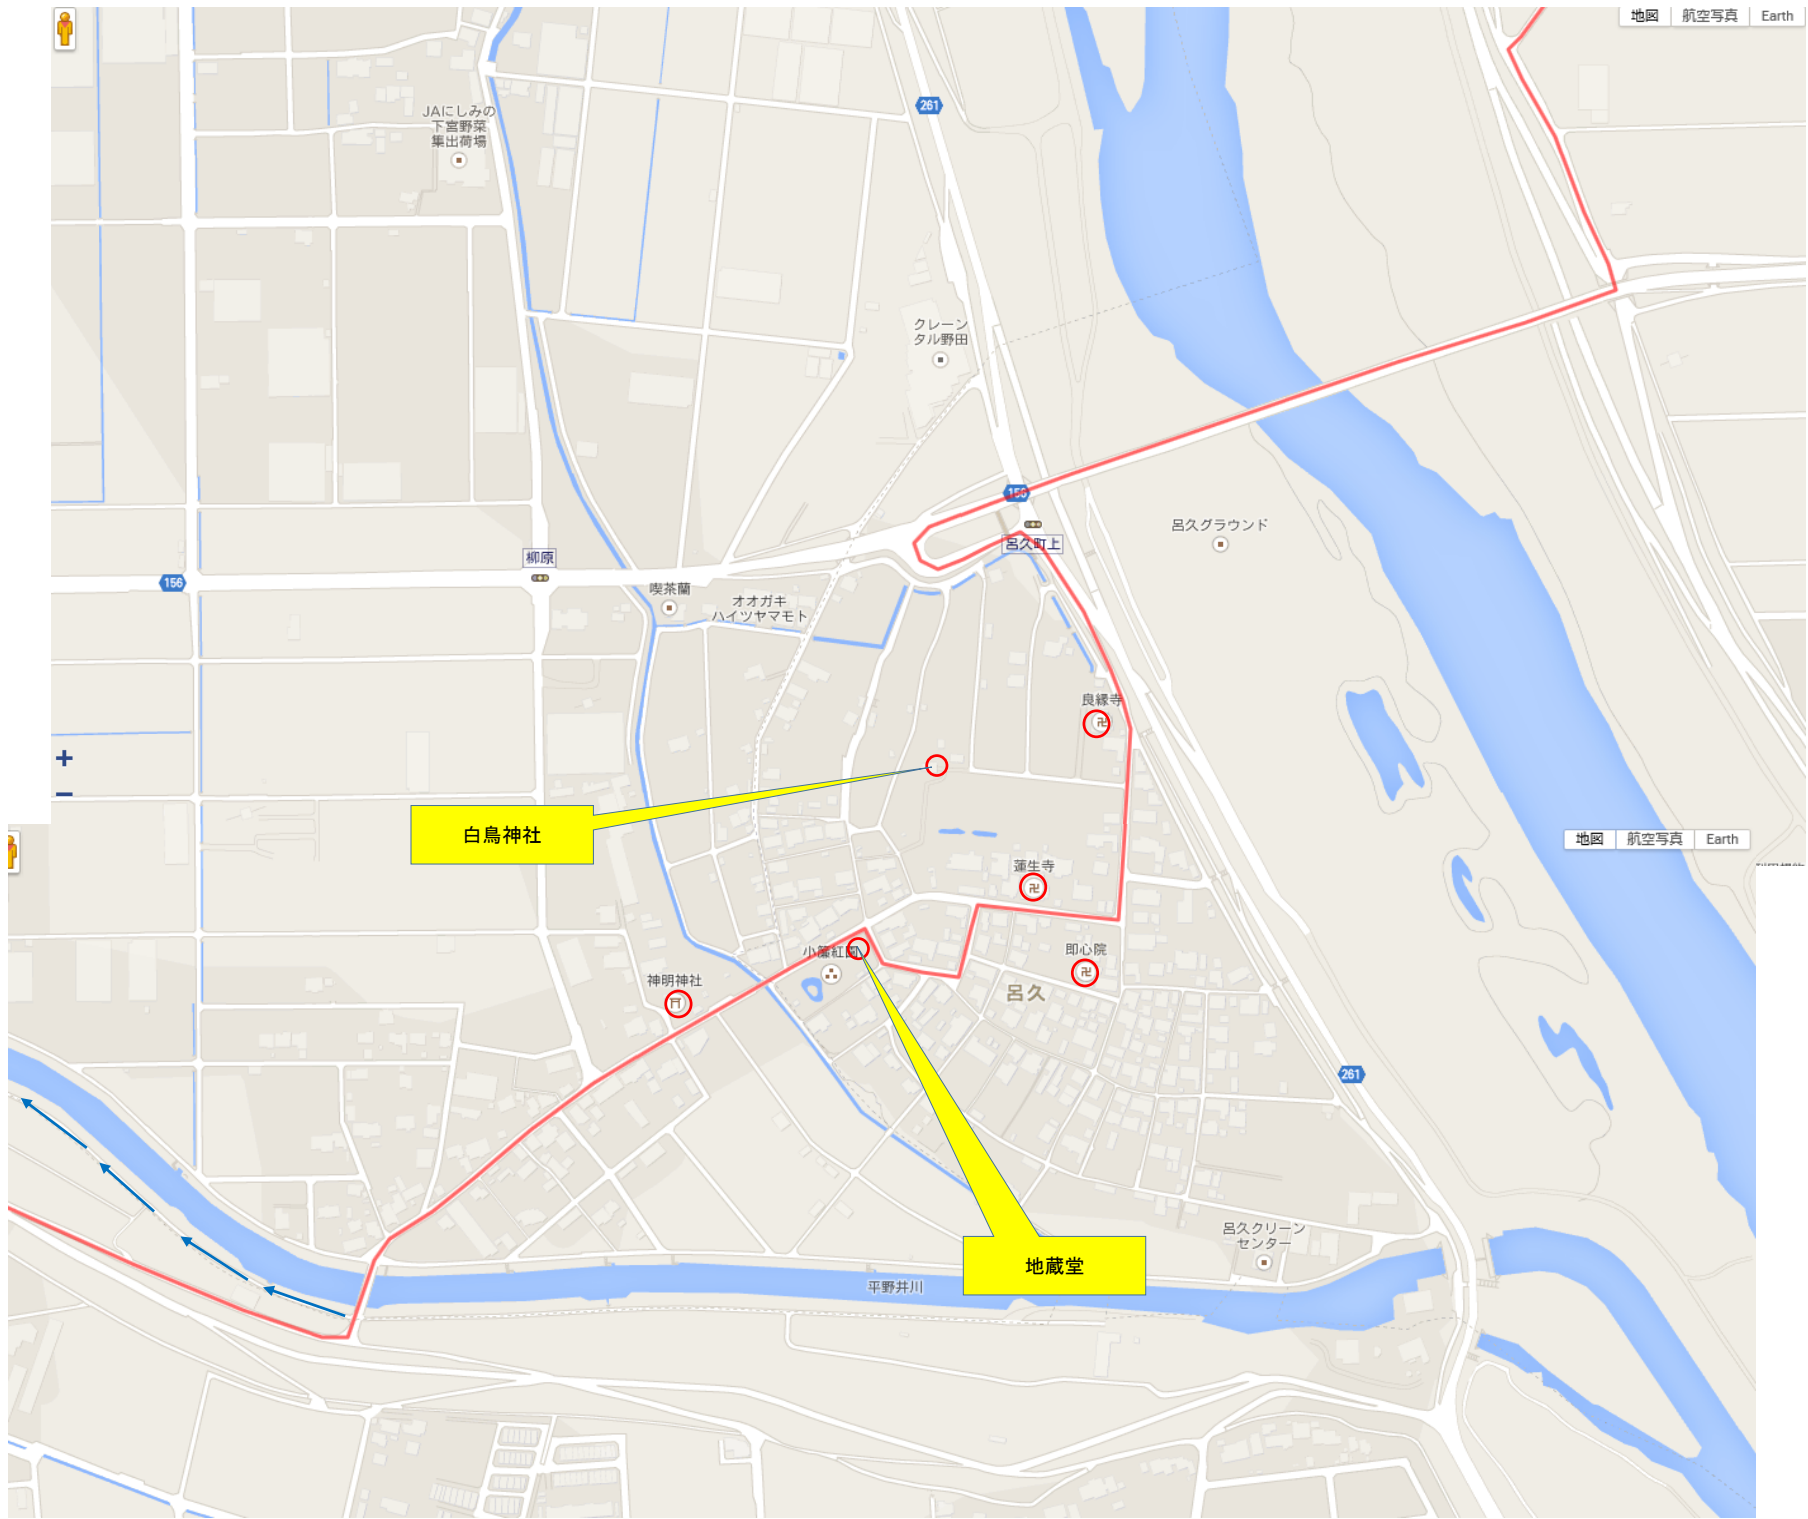 地図 航空写真 Earth
261
JAにしみの
下宮野菜
集出荷場
クレーン
タル野田
156
呂久グラウンド
呂久町上
柳原
156
喫茶蘭
オオガキ
ハイツヤマモト
良縁寺
+
−
白鳥神社
地図 航空写真 Earth
蓮生寺
小簾紅園
即心院
神明神社
呂久
261
呂久クリーン
センター
地蔵堂
平野井川